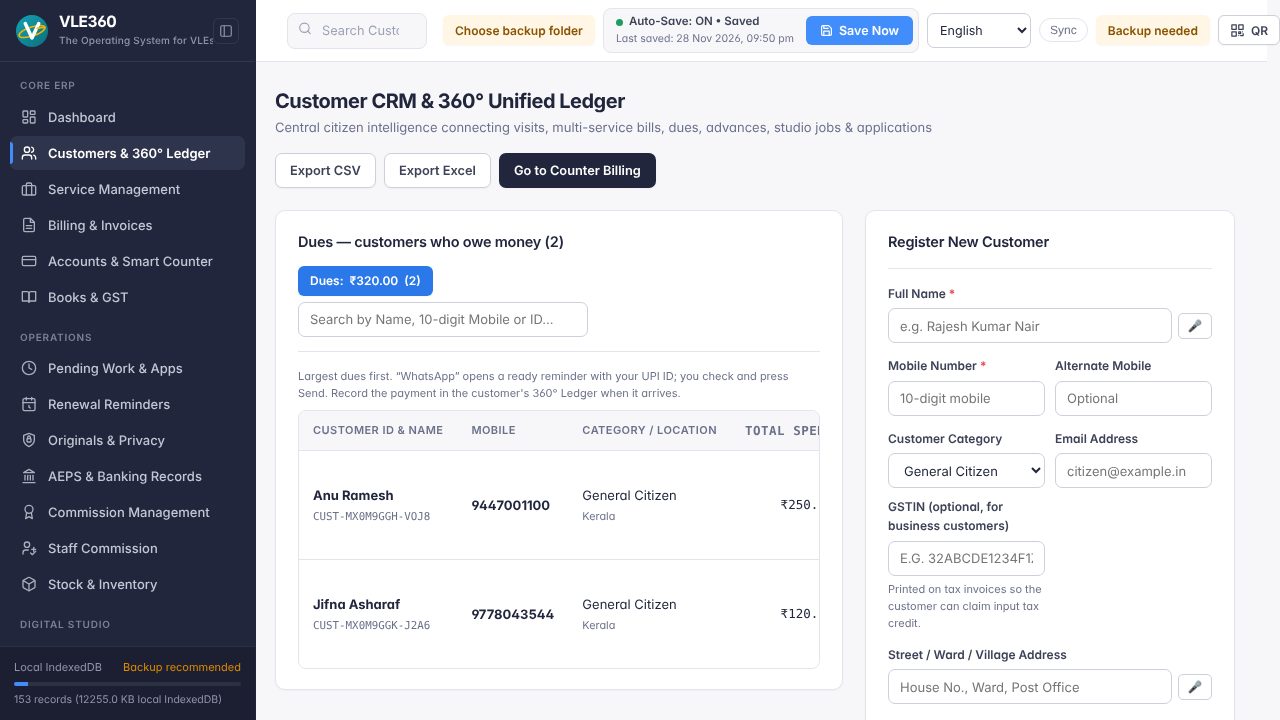 VLE360
The Operating System for VLEs
Search Custo
Choose backup folder
Auto-Save: ON • Saved
Last saved: 28 Nov 2026, 09:50 pm
Save Now
English
Sync
Backup needed
QR
CORE ERP
Dashboard
Customers & 360° Ledger
Service Management
Billing & Invoices
Accounts & Smart Counter
Books & GST
OPERATIONS
Pending Work & Apps
Renewal Reminders
Originals & Privacy
AEPS & Banking Records
Commission Management
Staff Commission
Stock & Inventory
DIGITAL STUDIO
Local IndexedDB Backup recommended
153 records (12255.0 KB local IndexedDB)
Customer CRM & 360° Unified Ledger
Central citizen intelligence connecting visits, multi-service bills, dues, advances, studio jobs & applications
Export CSV
Export Excel
Go to Counter Billing
Dues — customers who owe money (2)
Dues: ₹320.00 (2)
Search by Name, 10-digit Mobile or ID...
Largest dues first. "WhatsApp" opens a ready reminder with your UPI ID; you check and press
Send. Record the payment in the customer's 360° Ledger when it arrives.
CUSTOMER ID & NAME MOBILE CATEGORY / LOCATION TOTAL SPE
Anu Ramesh
CUST-MX0M9GGH-VOJ8
9447001100
General Citizen
Kerala
₹250.
Jifna Asharaf
CUST-MX0M9GGK-J2A6
9778043544
General Citizen
Kerala
₹120.
Register New Customer
Full Name *
e.g. Rajesh Kumar Nair
Mobile Number * Alternate Mobile
10-digit mobile Optional
Customer Category Email Address
General Citizen citizen@example.in
GSTIN (optional, for
business customers)
E.G. 32ABCDE1234F1
Printed on tax invoices so the
customer can claim input tax
credit.
Street / Ward / Village Address
House No., Ward, Post Office